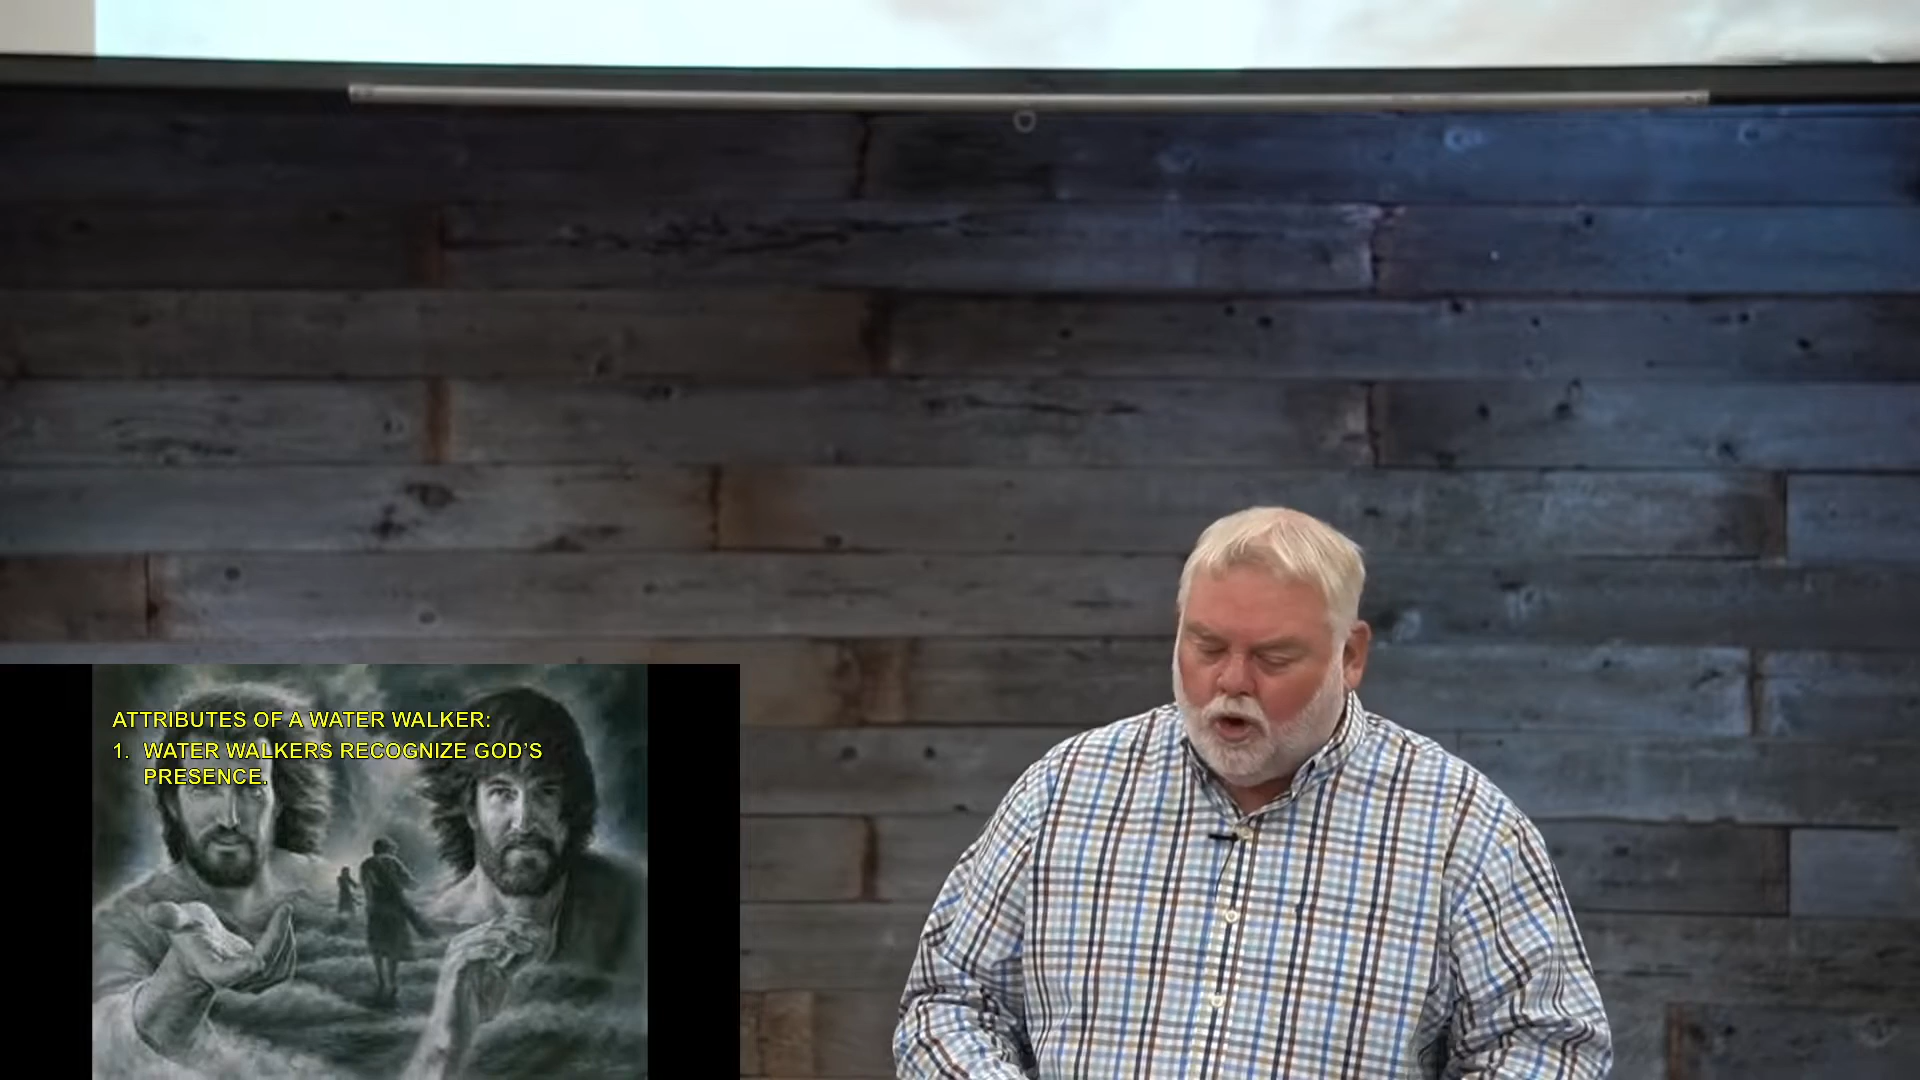 ATTRIBUTES OF A WATER WALKER:
1. WATER WALKERS RECOGNIZE GOD'S
PRESENCE.